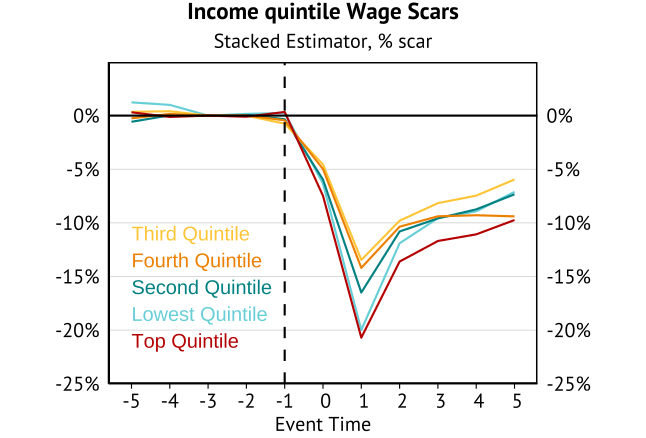 Income quintile Wage Scars
Stacked Estimator, % scar
0% 0%
-5% -5%
-10% -10%
Third Quintile
Fourth Quintile
-15% -15%
Second Quintile
Lowest Quintile
-20% -20%
Top Quintile
-25% -25%
-5 -4 -3 -2 -1 0 1 2 3 4 5
Event Time